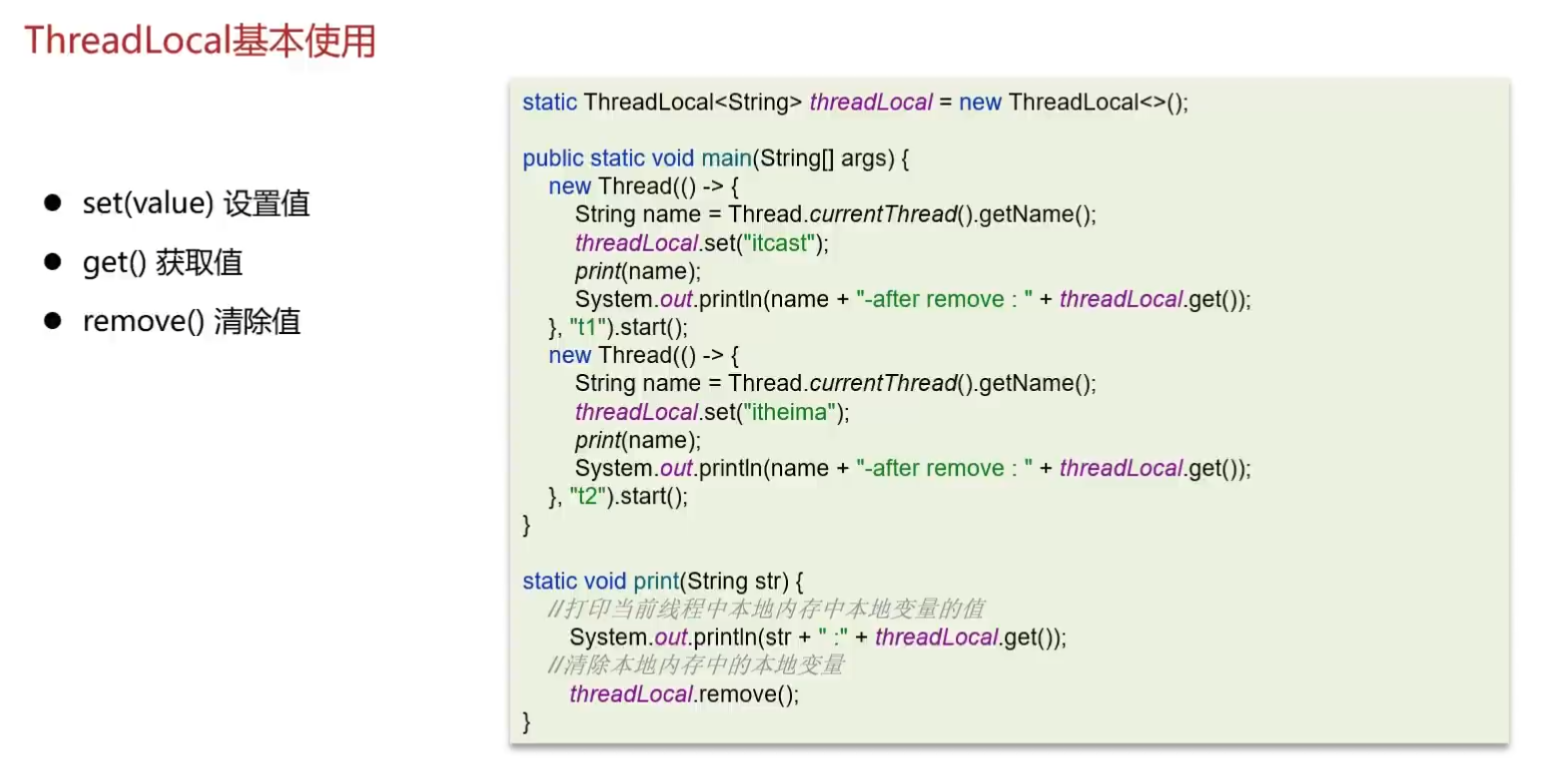 ThreadLocal基本使用
● set(value) 设置值
● get() 获取值
● remove() 清除值
static ThreadLocal<String> threadLocal = new ThreadLocal<>();
public static void main(String[] args) {
new Thread(() -> {
String name = Thread.currentThread().getName();
threadLocal.set("itcast");
print(name);
System.out.println(name + "-after remove : " + threadLocal.get());
}, "t1").start();
new Thread(() -> {
String name = Thread.currentThread().getName();
threadLocal.set("itheima");
print(name);
System.out.println(name + "-after remove : " + threadLocal.get());
}, "t2").start();
}
static void print(String str) {
//打印当前线程中本地内存中本地变量的值
System.out.println(str + " :" + threadLocal.get());
//清除本地内存中的本地变量
threadLocal.remove();
}